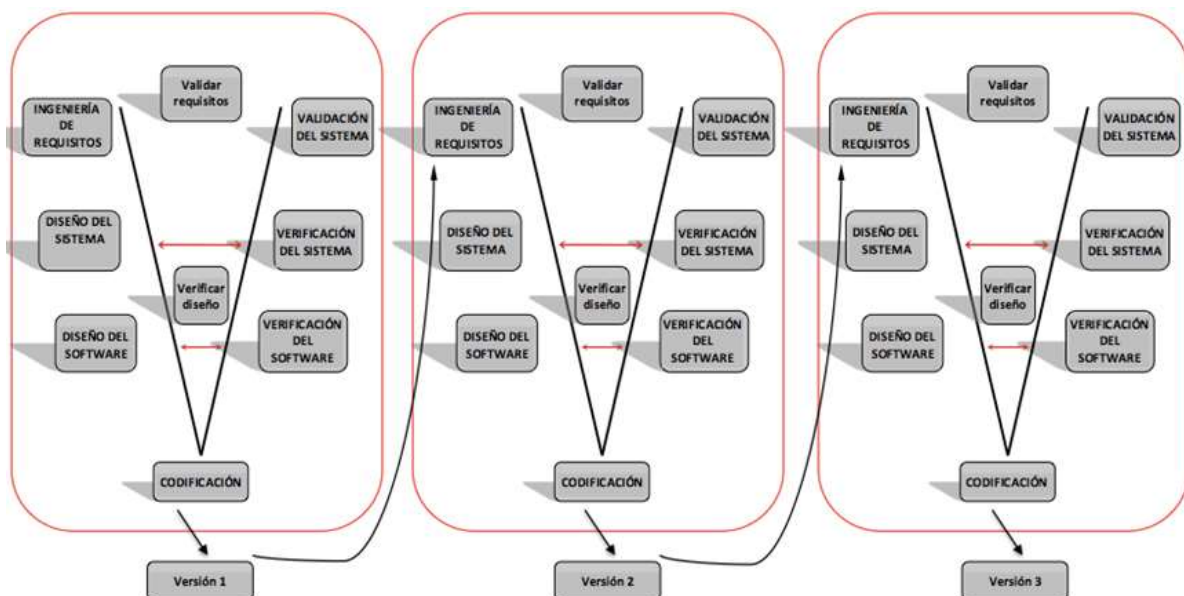 Validar
requisitos
INGENIERÍA
DE
REQUISITOS
VALIDACIÓN
DEL SISTEMA
DISEÑO DEL
SISTEMA
VERIFICACIÓN
DEL SISTEMA
Verificar
diseño
DISEÑO DEL
SOFTWARE
VERIFICACIÓN
DEL
SOFTWARE
CODIFICACIÓN
Versión 1
Validar
requisitos
INGENIERÍA
DE
REQUISITOS
VALIDACIÓN
DEL SISTEMA
DISEÑO DEL
SISTEMA
VERIFICACIÓN
DEL SISTEMA
Verificar
diseño
DISEÑO DEL
SOFTWARE
VERIFICACIÓN
DEL
SOFTWARE
CODIFICACIÓN
Versión 2
Validar
requisitos
INGENIERÍA
DE
REQUISITOS
VALIDACIÓN
DEL SISTEMA
DISEÑO DEL
SISTEMA
VERIFICACIÓN
DEL SISTEMA
Verificar
diseño
DISEÑO DEL
SOFTWARE
VERIFICACIÓN
DEL
SOFTWARE
CODIFICACIÓN
Versión 3